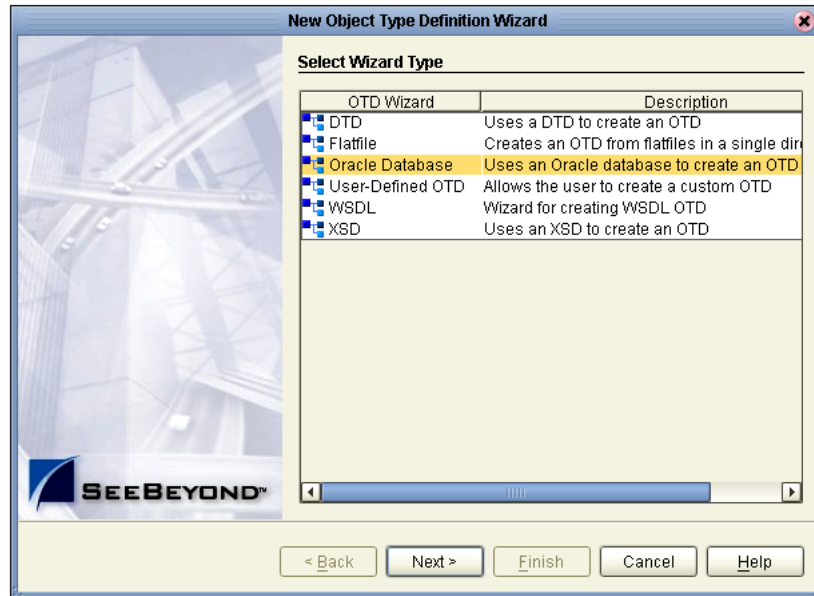 New Object Type Definition Wizard
Select Wizard Type
OTD Wizard Description
DTD Uses a DTD to create an OTD
Flatfile Creates an OTD from flatfiles in a single dire
Oracle Database Uses an Oracle database to create an OTD
User-Defined OTD Allows the user to create a custom OTD
WSDL Wizard for creating WSDL OTD
XSD Uses an XSD to create an OTD
SEEBEYOND™
< Back Next > Finish Cancel Help